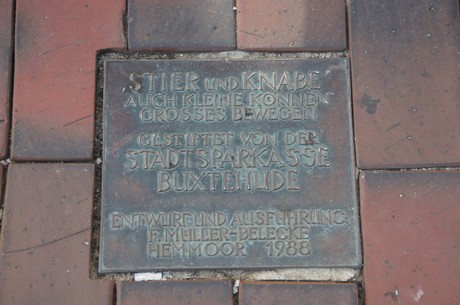 STIER UND KNABE
AUCH KLEINE KÖNNEN
GROSSES BEWEGEN
GESTIFTET VON DER
STADTSPARKASSE
BUXTEHUDE
ENTWURF UND AUSFÜHRUNG:
F. MÜLLER-BELECKE
HEMMOOR 1988